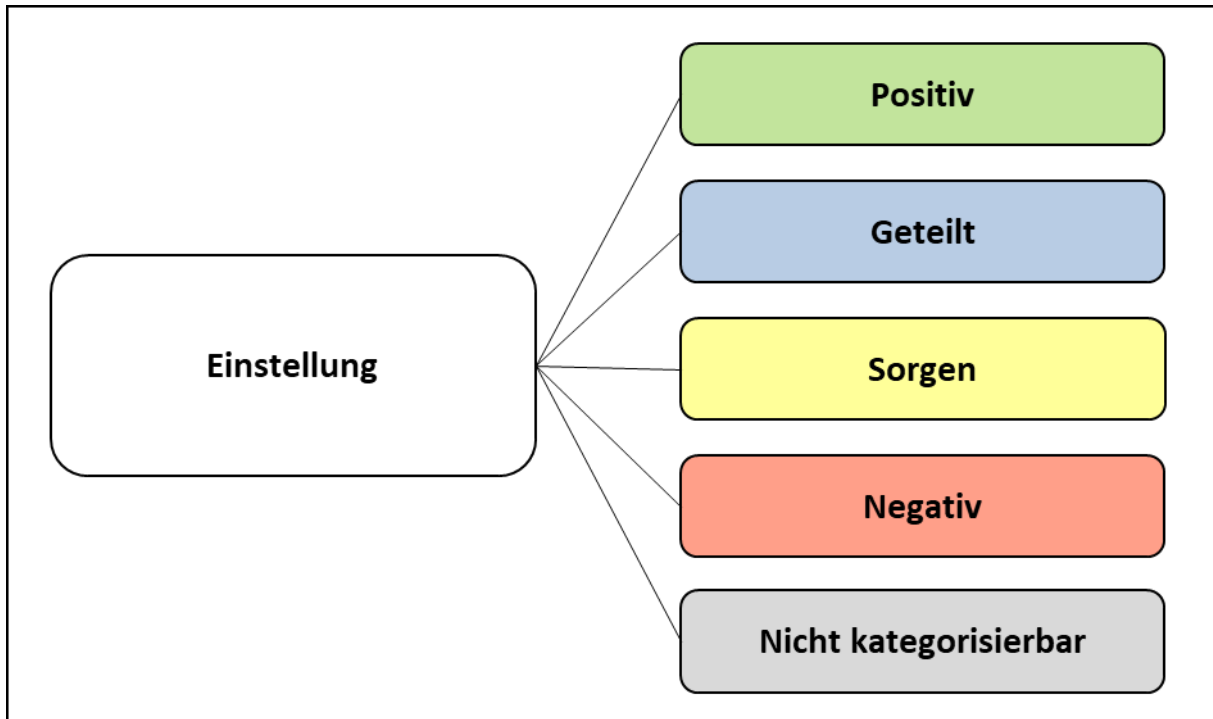 Positiv
Geteilt
Einstellung
Sorgen
Negativ
Nicht kategorisierbar